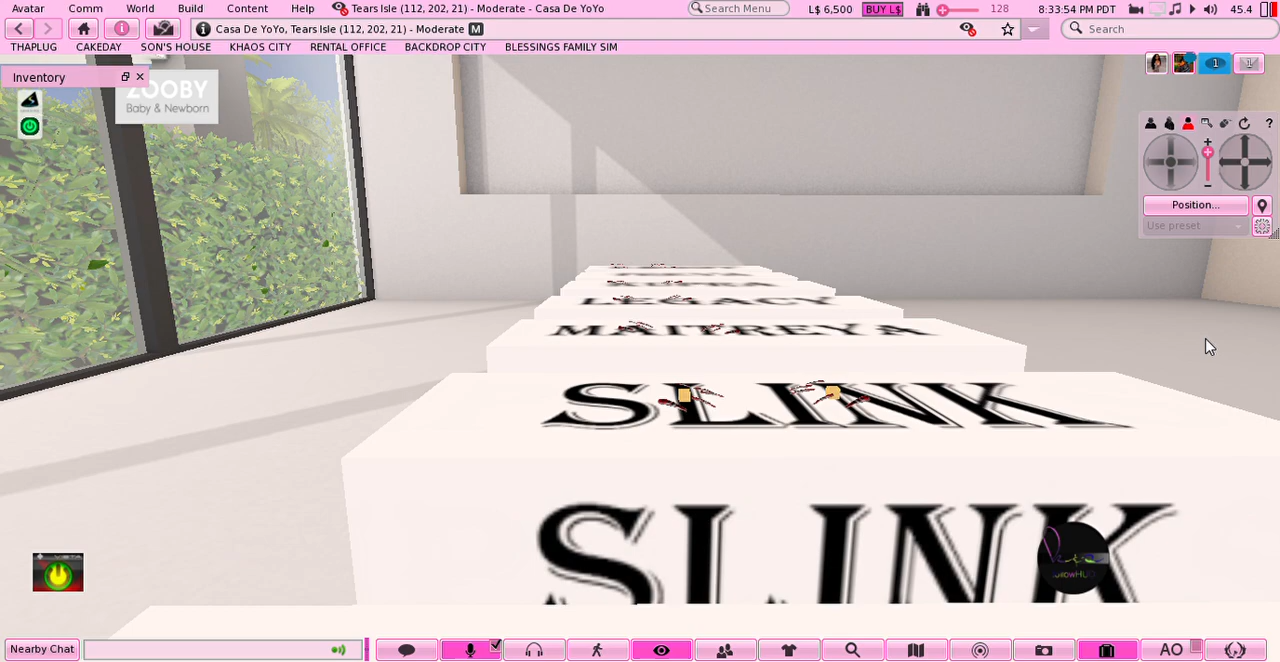 Avatar Comm World Build Content Help Tears Isle (112, 202, 21) - Moderate - Casa De YoYo Search Menu L$ 6,500 BUY L$ 128 8:33:54 PM PDT 45.4
Casa De YoYo, Tears Isle (112, 202, 21) - Moderate M Search
THAPLUG CAKEDAY SON'S HOUSE KHAOS CITY RENTAL OFFICE BACKDROP CITY BLESSINGS FAMILY SIM
Inventory
1 1
ZOOBY
Baby & Newborn
?
Position...
Use preset
LEGACY
MAITREYA
SLINK
SLINK
Nearby Chat
AO